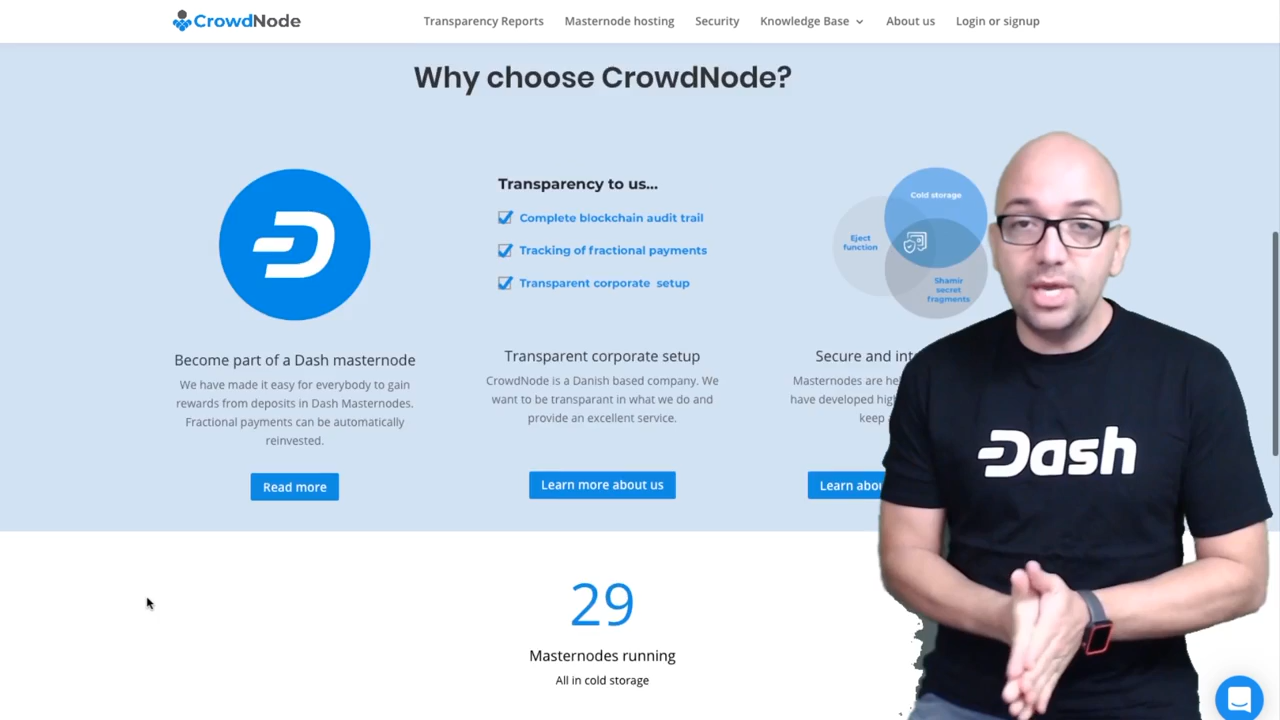 CrowdNode
Transparency Reports
Masternode hosting
Security
Knowledge Base
About us
Login or signup
Why choose CrowdNode?
Transparency to us...
Complete blockchain audit trail
Tracking of fractional payments
Transparent corporate setup
Cold storage
Eject
function
Shamir
secret
fragments
Become part of a Dash masternode
We have made it easy for everybody to gain
rewards from deposits in Dash Masternodes.
Fractional payments can be automatically
reinvested.
Read more
Transparent corporate setup
CrowdNode is a Danish based company. We
want to be transparant in what we do and
provide an excellent service.
Learn more about us
Secure and
Masternodes are
have developed
keep
Learn
Dash
29
Masternodes running
All in cold storage